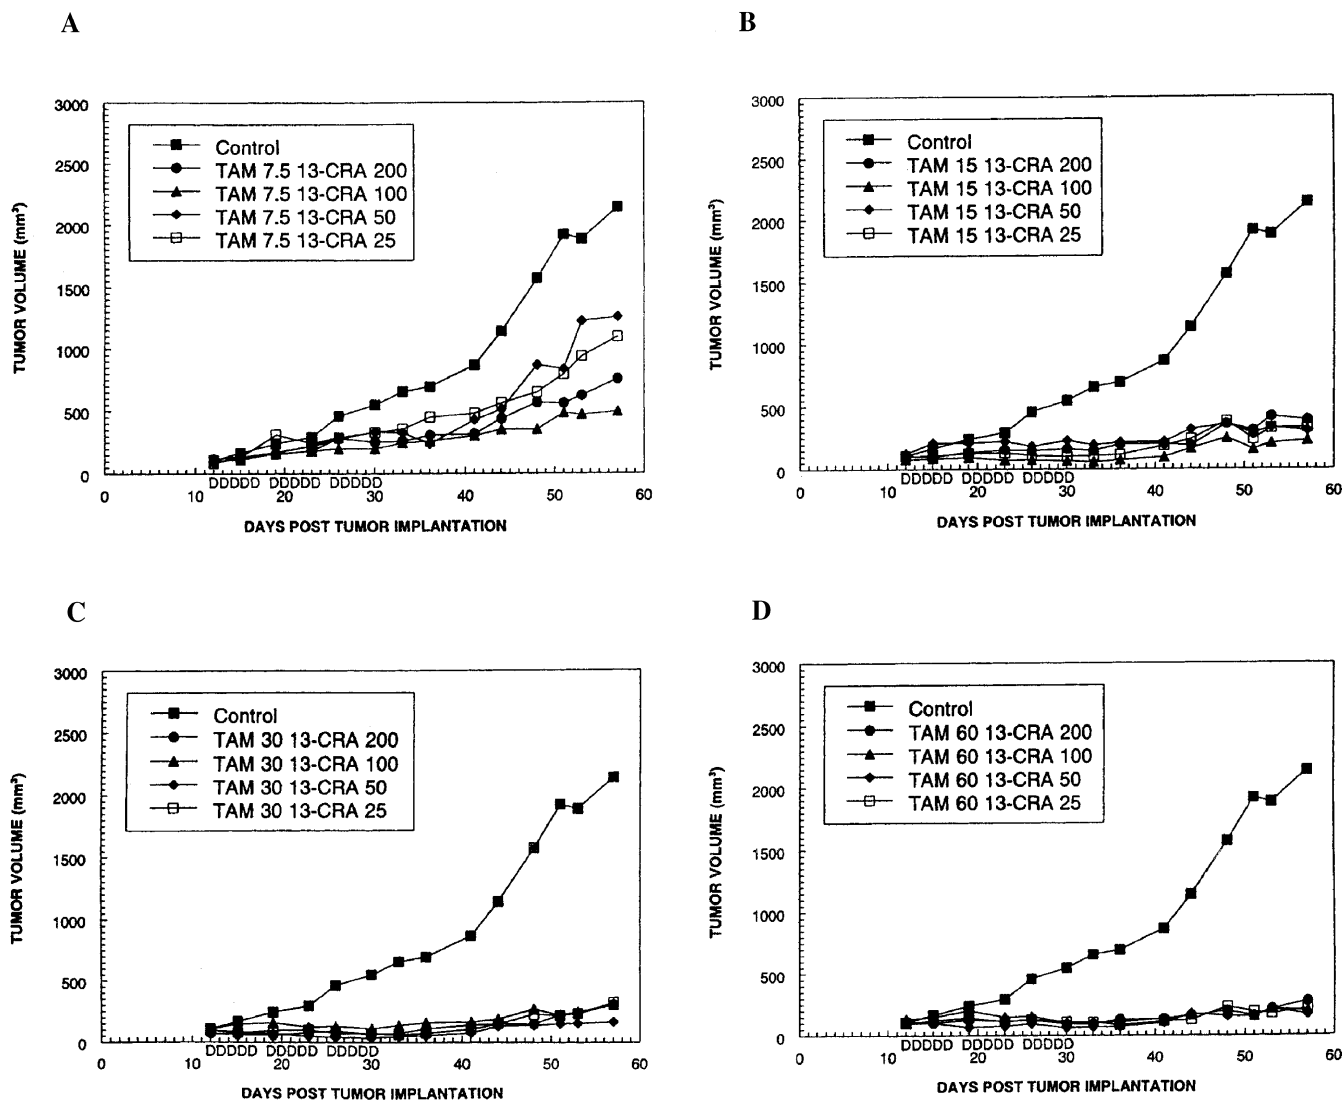 A
3000
2500
2000
1500
1000
500
0
TUMOR VOLUME (mm³)
Control
TAM 7.5 13-CRA 200
TAM 7.5 13-CRA 100
TAM 7.5 13-CRA 50
TAM 7.5 13-CRA 25
DDDDD DDDDD DDDDD
0 10 20 30 40 50 60
DAYS POST TUMOR IMPLANTATION
B
3000
2500
2000
1500
1000
500
0
TUMOR VOLUME (mm³)
Control
TAM 15 13-CRA 200
TAM 15 13-CRA 100
TAM 15 13-CRA 50
TAM 15 13-CRA 25
DDDDD DDDDD DDDDD
0 10 20 30 40 50 60
DAYS POST TUMOR IMPLANTATION
C
3000
2500
2000
1500
1000
500
0
TUMOR VOLUME (mm³)
Control
TAM 30 13-CRA 200
TAM 30 13-CRA 100
TAM 30 13-CRA 50
TAM 30 13-CRA 25
DDDDD DDDDD DDDDD
0 10 20 30 40 50 60
DAYS POST TUMOR IMPLANTATION
D
3000
2500
2000
1500
1000
500
0
TUMOR VOLUME (mm³)
Control
TAM 60 13-CRA 200
TAM 60 13-CRA 100
TAM 60 13-CRA 50
TAM 60 13-CRA 25
DDDDD DDDDD DDDDD
0 10 20 30 40 50 60
DAYS POST TUMOR IMPLANTATION